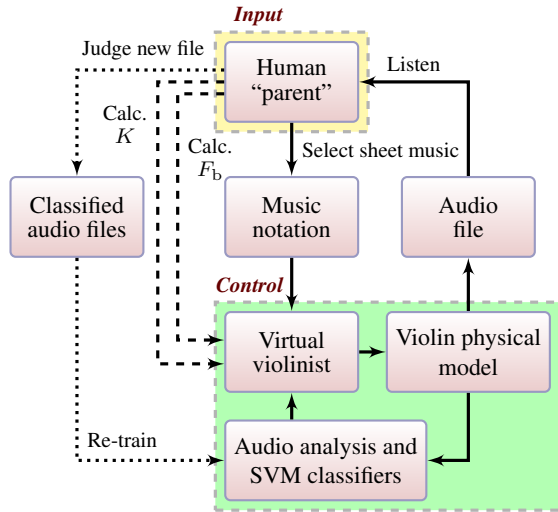 Input
Judge new file
Human
“parent”
Listen
Calc.
K
Calc.
F_b
Select sheet music
Classified
audio files
Music
notation
Audio
file
Control
Virtual
violinist
Violin physical
model
Re-train
Audio analysis and
SVM classifiers